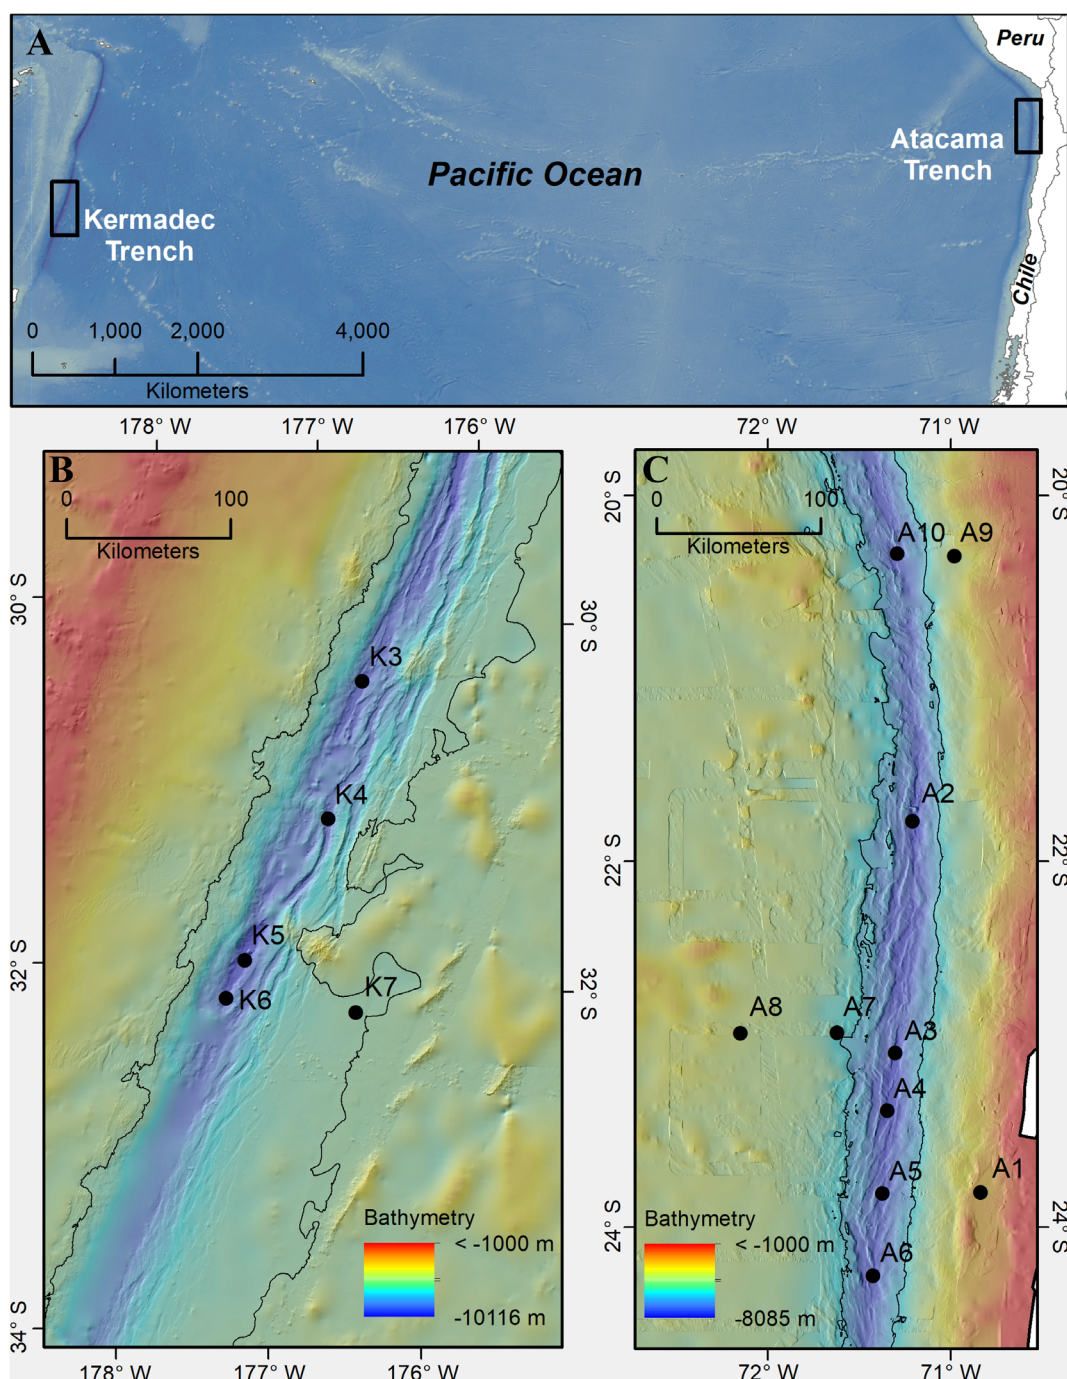 A
Peru
Atacama
Trench
Pacific Ocean
Kermadec
Trench
Chile
0 1,000 2,000 4,000
Kilometers
178° W 177° W 176° W
B
0 100
Kilometers
30° S
30° S
K3
K4
K5
K6
K7
32° S
32° S
34° S
Bathymetry
< -1000 m
-10116 m
178° W 177° W 176° W
72° W 71° W
C
0 100
Kilometers
20° S
20° S
A10 A9
A2
22° S
22° S
A8 A7 A3
A4
A5 A1
A6
24° S
24° S
Bathymetry
< -1000 m
-8085 m
72° W 71° W